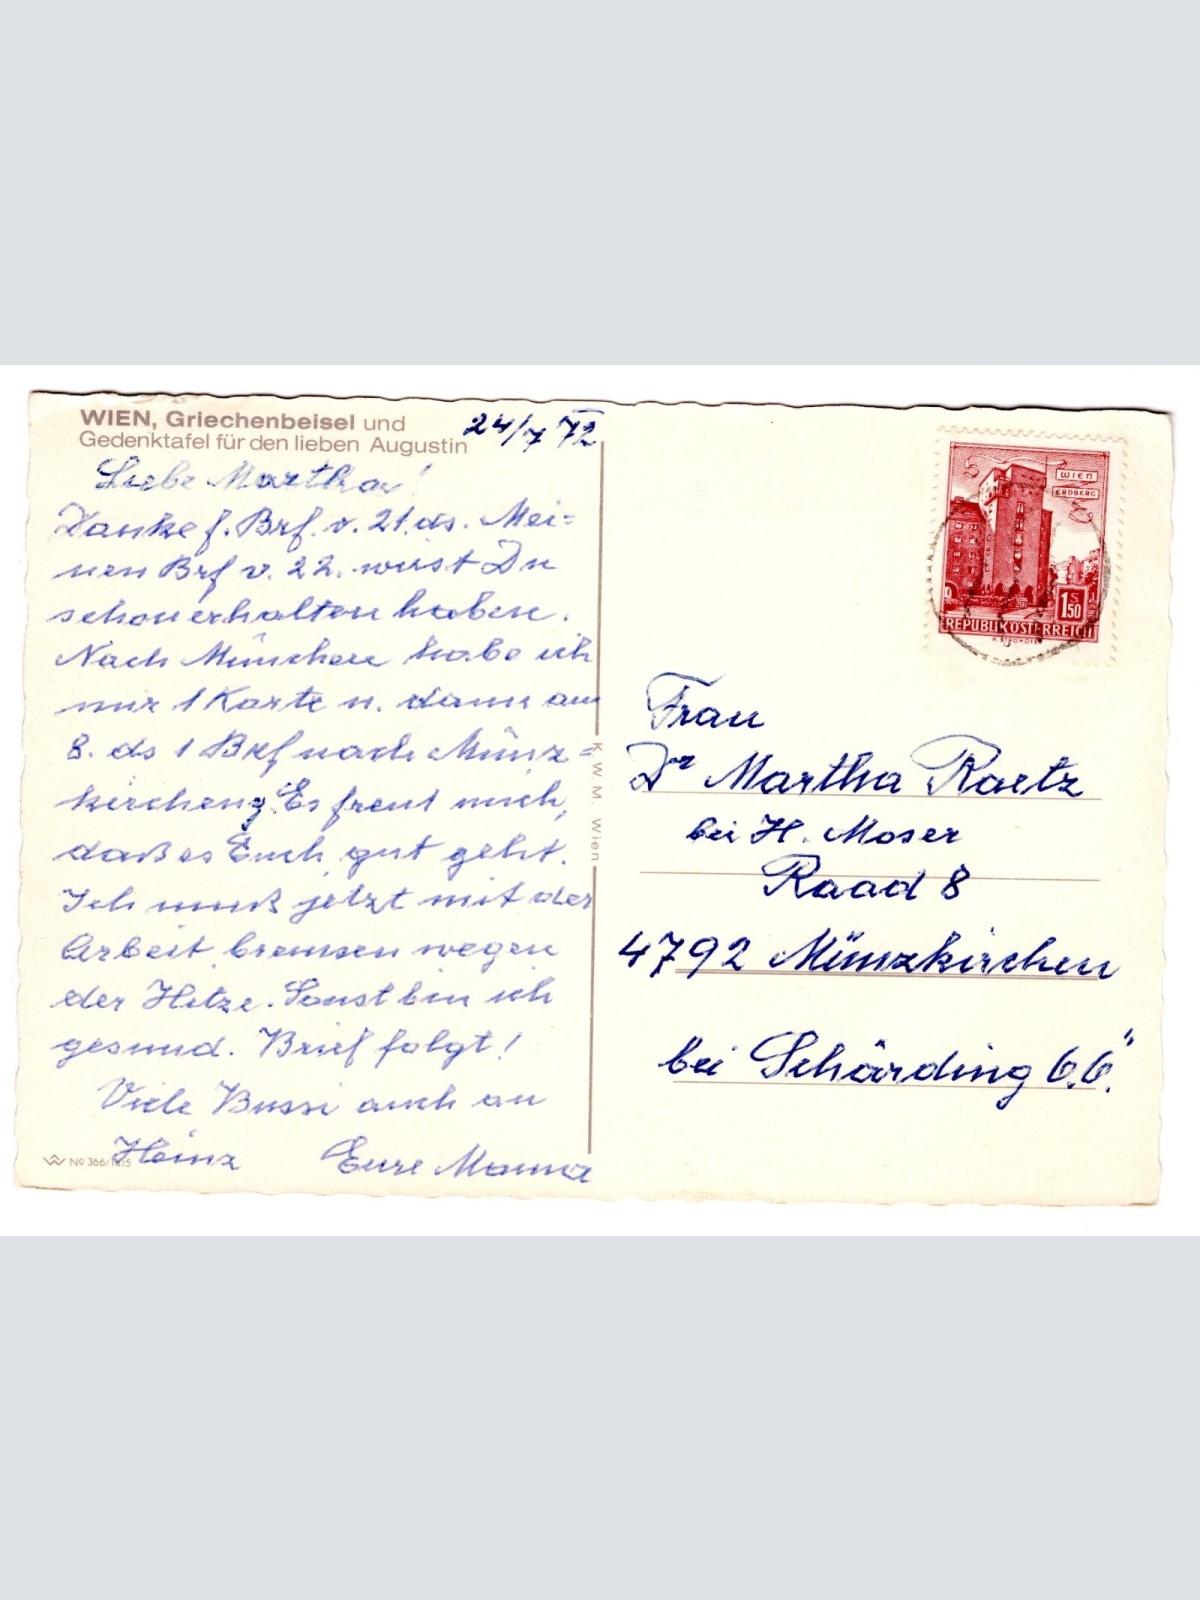 WIEN, Griechenbeisel und
Gedenktafel für den lieben Augustin
24/7 72
Liebe Martha!
Danke f. Brf. v. 21. ds. Mei=
nen Brf v. 22. wirst Du
schon erhalten haben.
Nach München habe ich
nur 1 Karte u. dann am
8. ds 1 Brf nach Münz=
kirchen g. Es freut mich,
daß es Euch gut geht.
Ich muß jetzt mit der
Arbeit bremsen wegen
der Hitze. Sonst bin ich
gesund. Brief folgt!
Viele Bussi auch an
Heinz Eure Mama
No 366/
K. W. M. Wien
WIEN
ERDBERG
1 S 50
REPUBLIK ÖSTERREICH
Frau
Dr Martha Raetz
bei H. Moser
Raad 8
4792 Münzkirchen
bei Schärding O.Ö.